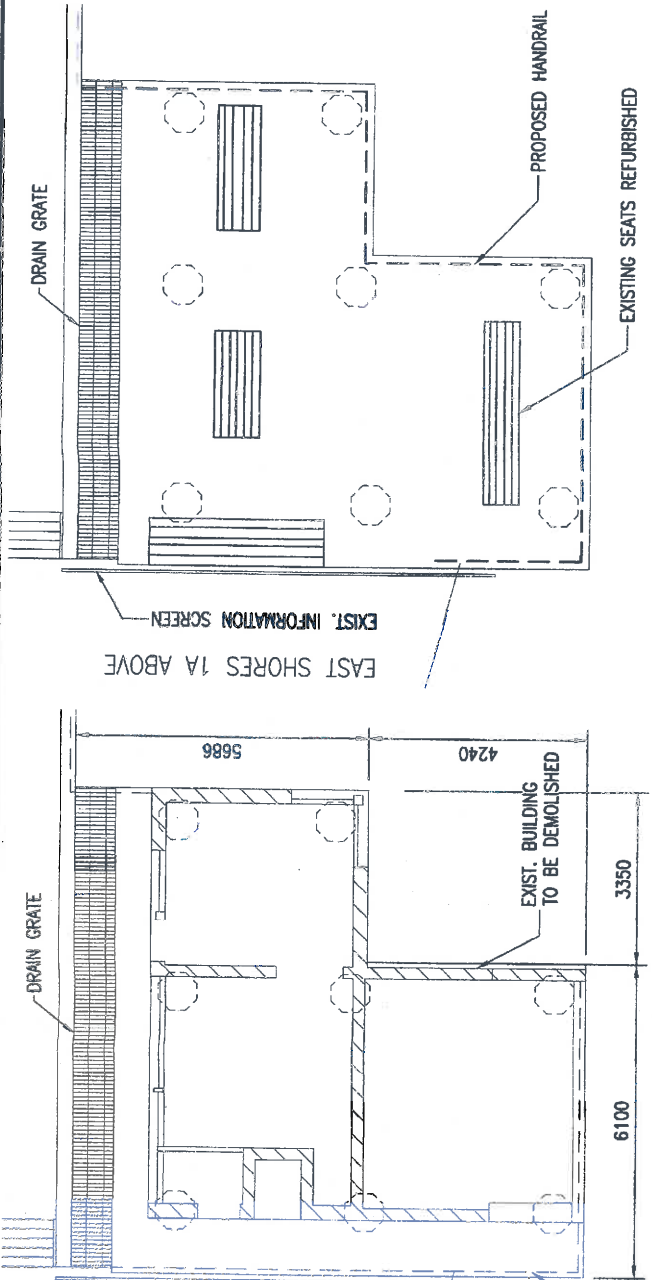 DRAIN GRATE
PROPOSED HANDRAIL
EXISTING SEATS REFURBISHED
EXIST. INFORMATION SCREEN
EAST SHORES 1A ABOVE
DRAIN GRATE
5686
4240
EXIST. BUILDING
TO BE DEMOLISHED
3350
6100